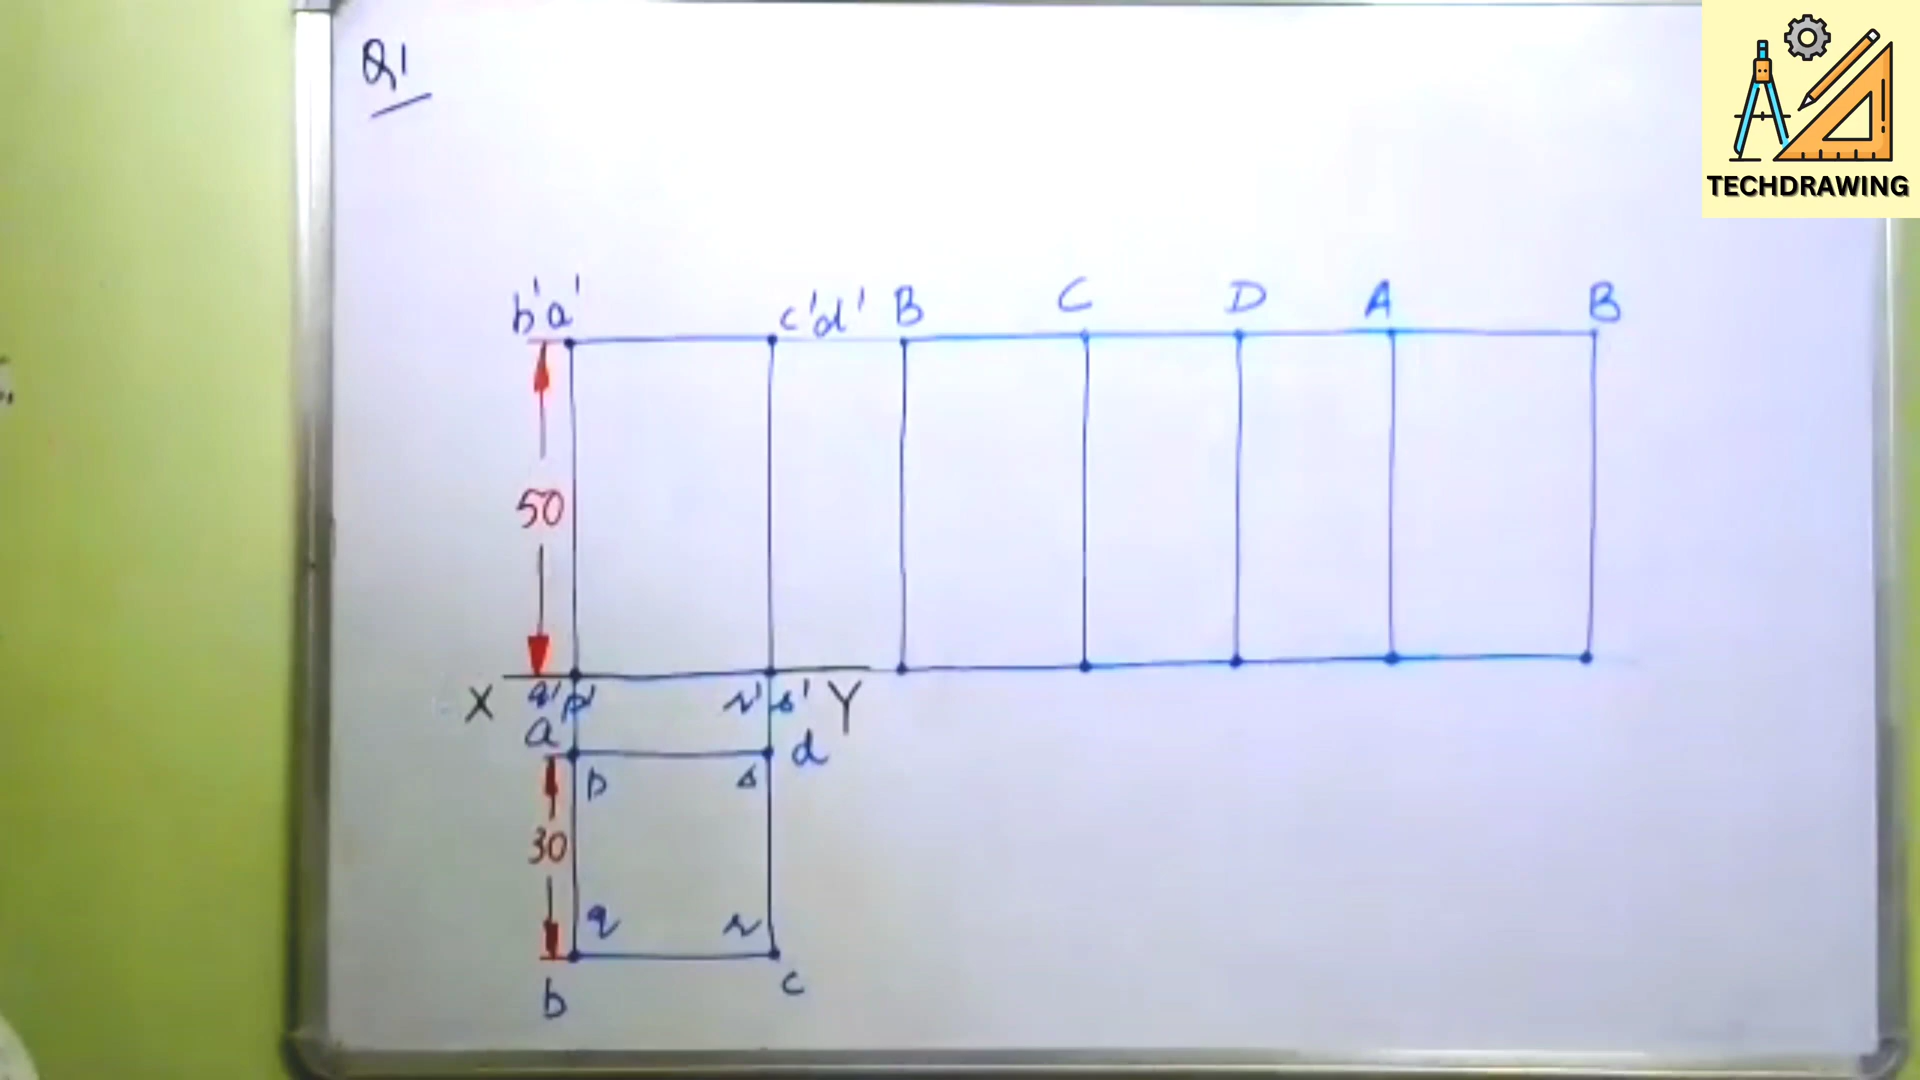 Q1
TECHDRAWING
b'a' c'd' B C D A B
50
X q'p' r's' Y
a d
p s
30
q r
b c